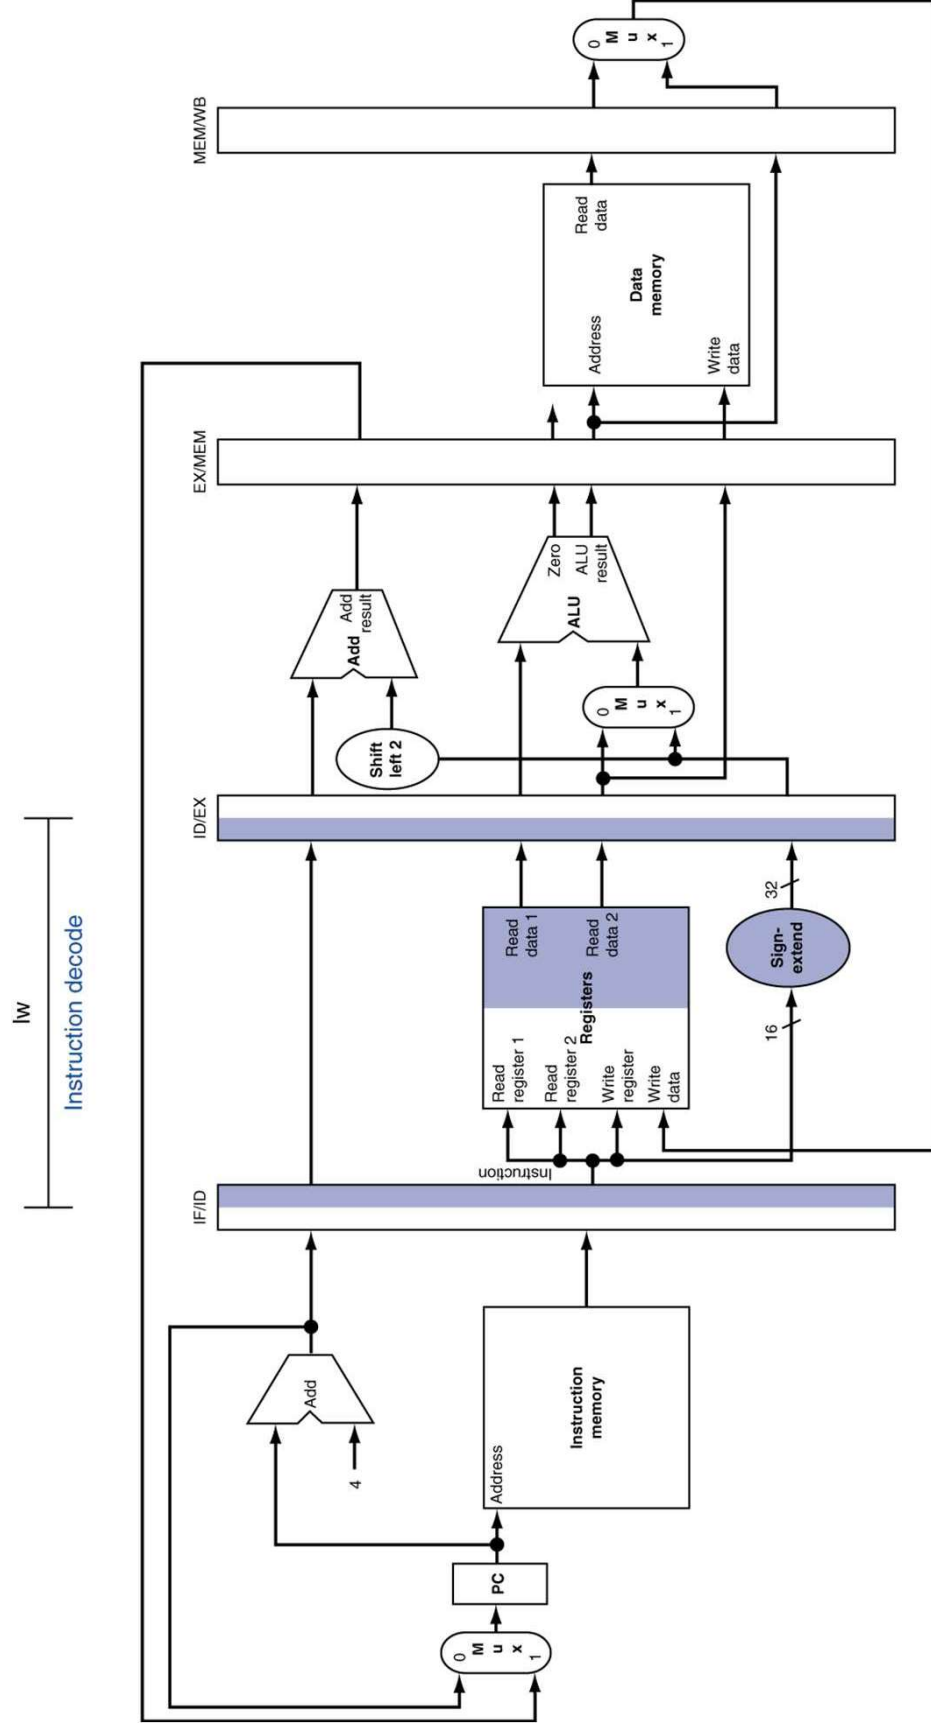 lw
Instruction decode
IF/ID
ID/EX
EX/MEM
MEM/WB
Add
4
Shift
left 2
Add
Add
result
0
M
u
x
1
PC
Address
Instruction
memory
Instruction
Read
register 1
Read
register 2
Write
register
Write
data
Registers
Read
data 1
Read
data 2
16
Sign-
extend
32
0
M
u
x
1
ALU
Zero
ALU
result
Address
Write
data
Data
memory
Read
data
0
M
u
x
1